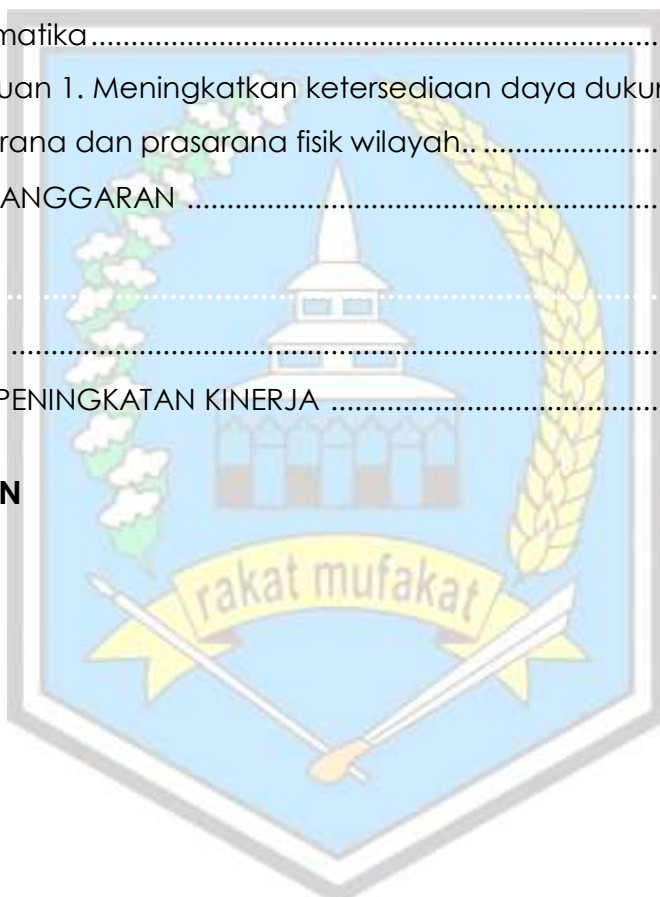 matika......................................................................
uan 1. Meningkatkan ketersediaan daya dukun
rana dan prasarana fisik wilayah.. ......................
ANGGARAN ...........................................................
..................................................................................
.................................................................................
PENINGKATAN KINERJA .........................................
N
rakat mufakat